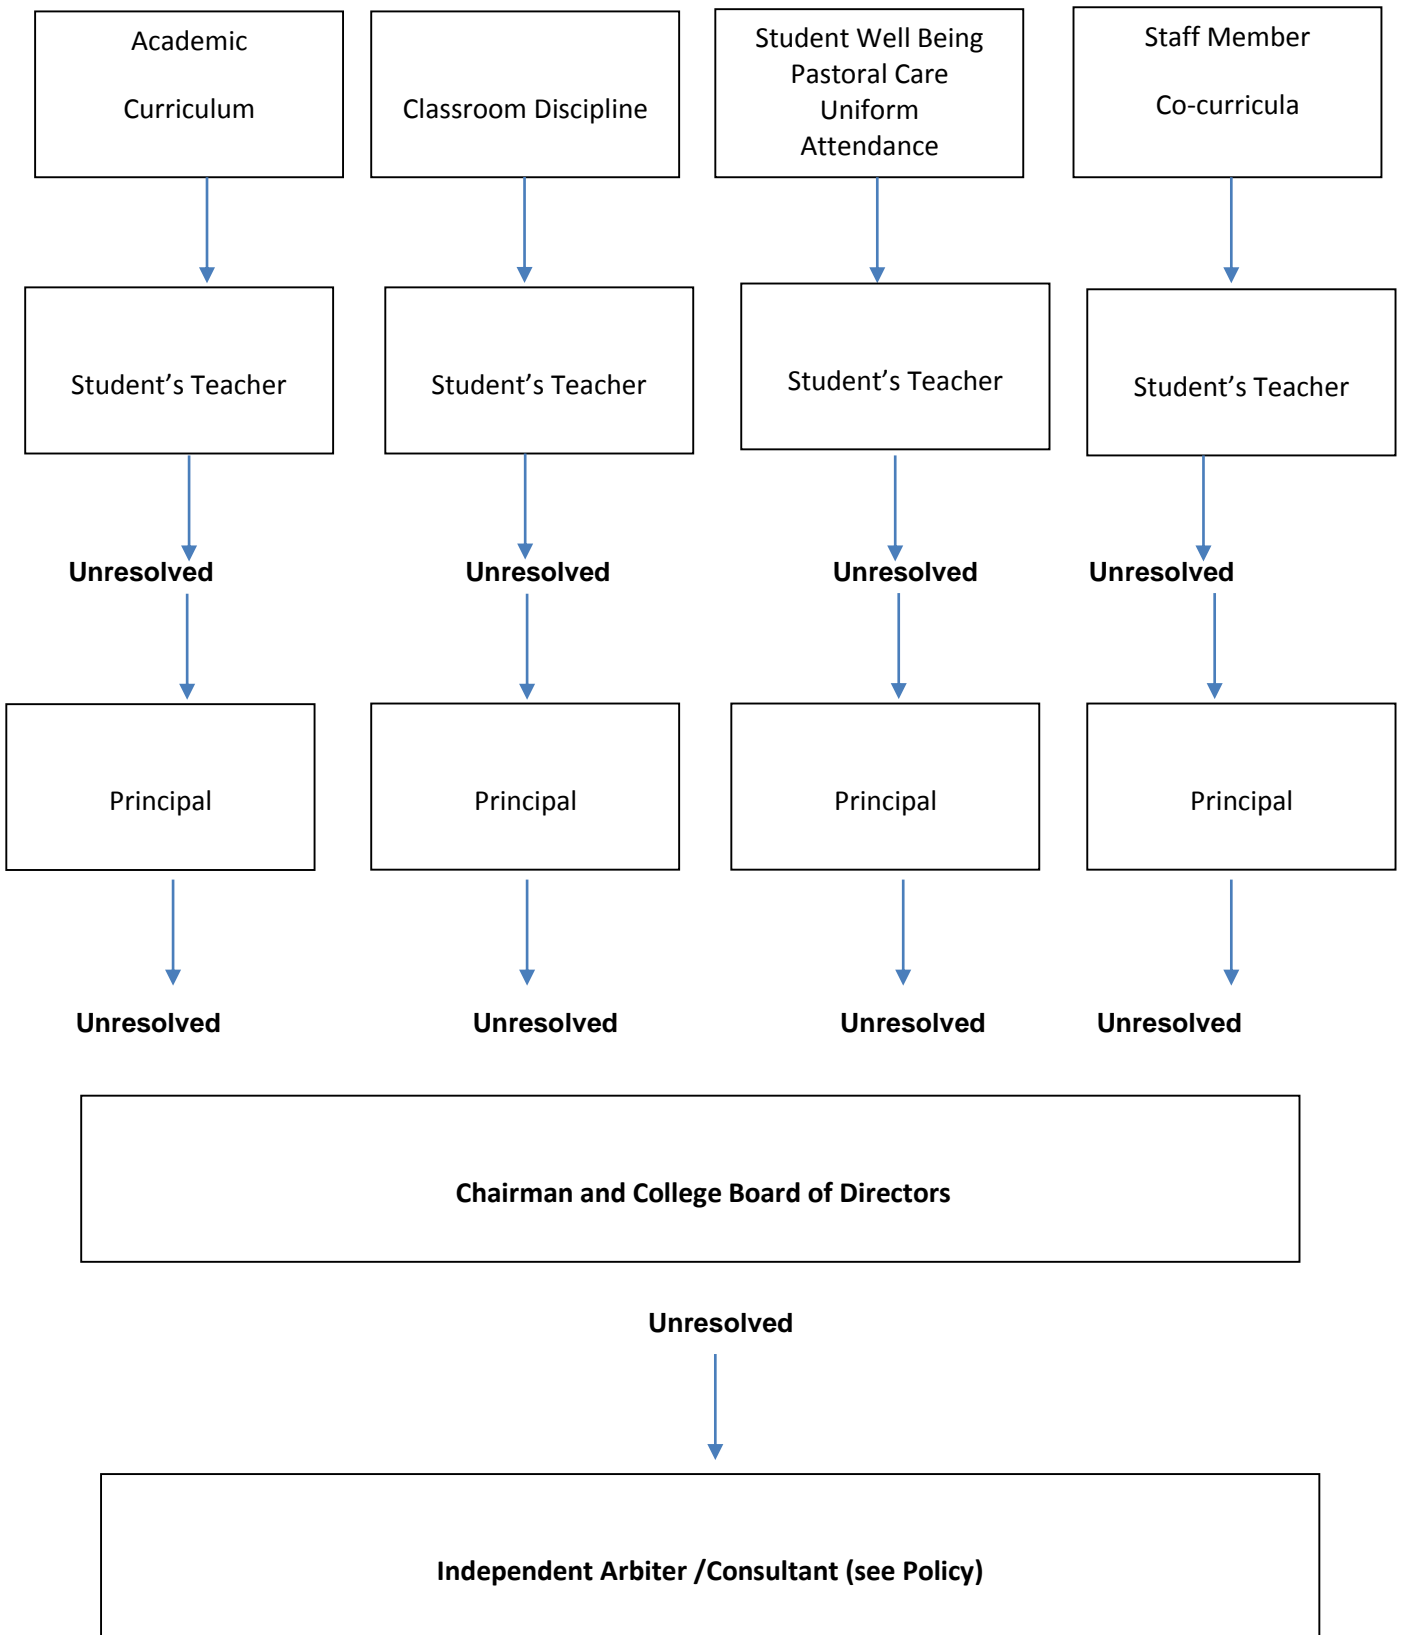 Academic
Curriculum
Classroom Discipline
Student Well Being
Pastoral Care
Uniform
Attendance
Staff Member
Co-curricula
Student’s Teacher
Student’s Teacher
Student’s Teacher
Student’s Teacher
Unresolved
Unresolved
Unresolved
Unresolved
Principal
Principal
Principal
Principal
Unresolved
Unresolved
Unresolved
Unresolved
Chairman and College Board of Directors
Unresolved
Independent Arbiter /Consultant (see Policy)